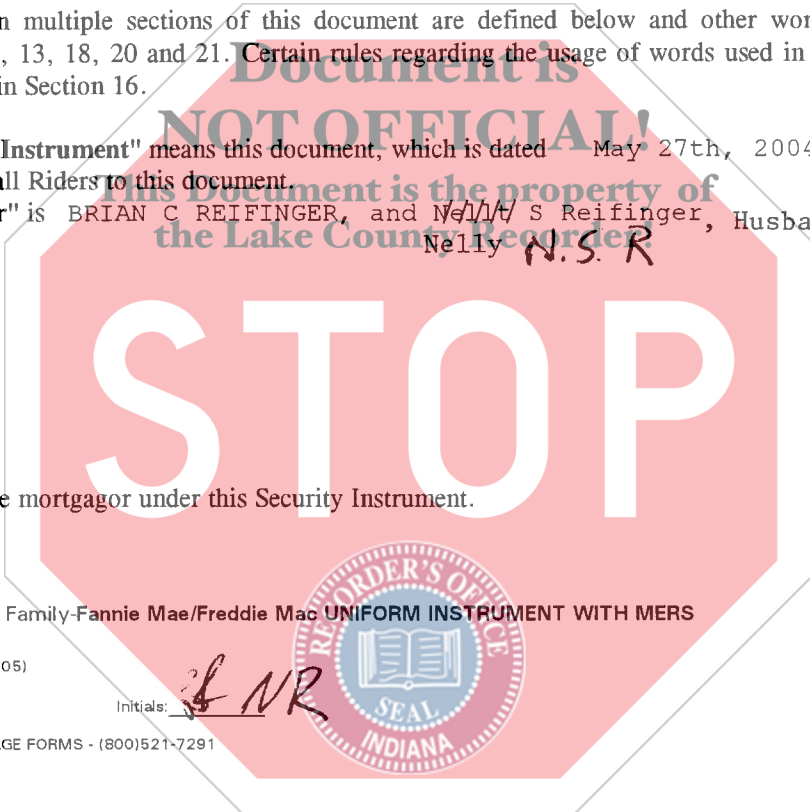 n multiple sections of this document are defined below and other wor
, 13, 18, 20 and 21. Certain rules regarding the usage of words used in
in Section 16.
Document is
NOT OFFICIAL!
This Document is the property of
the Lake County Recorder!
Instrument" means this document, which is dated May 27th, 2004
all Riders to this document.
r" is BRIAN C REIFINGER, and S Reifinger, Husba
Nelly N.S. R
STOP
e mortgagor under this Security Instrument.
Family-Fannie Mae/Freddie Mac UNIFORM INSTRUMENT WITH MERS
05)
Initials: NR
GE FORMS - (800)521-7291
RECORDER'S OFFICE
SEAL
INDIANA